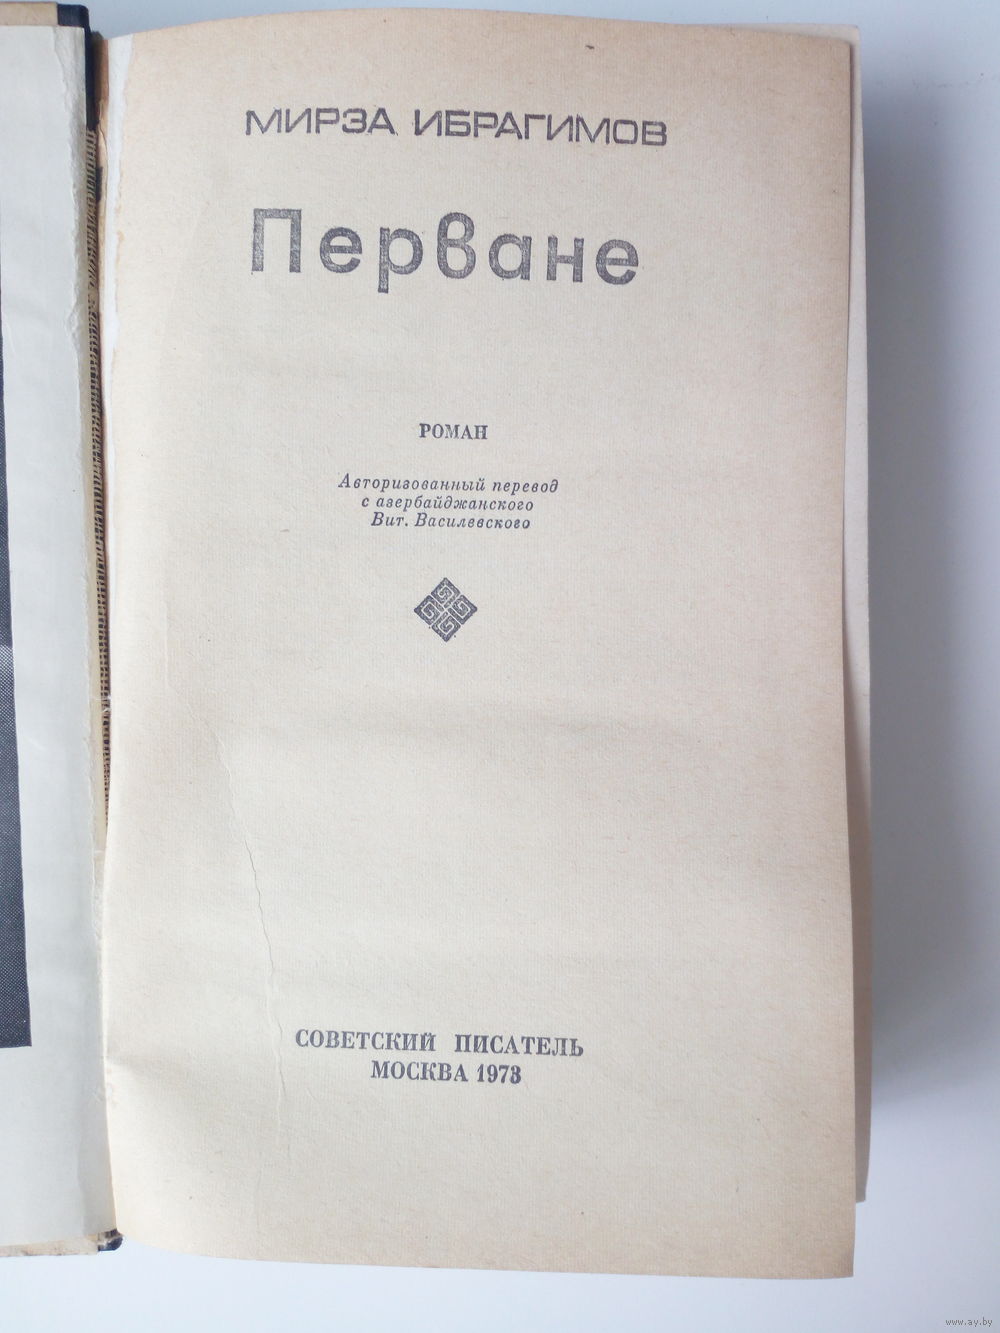 МИРЗА ИБРАГИМОВ
Перване
РОМАН
Авторизованный перевод
с азербайджанского
Вит. Василевского
СОВЕТСКИЙ ПИСАТЕЛЬ
МОСКВА 1973
www.ay.by